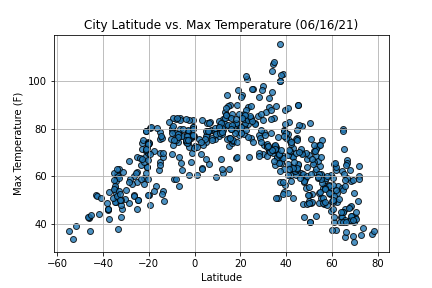 City Latitude vs. Max Temperature (06/16/21)
100
80
60
40
Max Temperature (F)
−60 −40 −20 0 20 40 60 80
Latitude